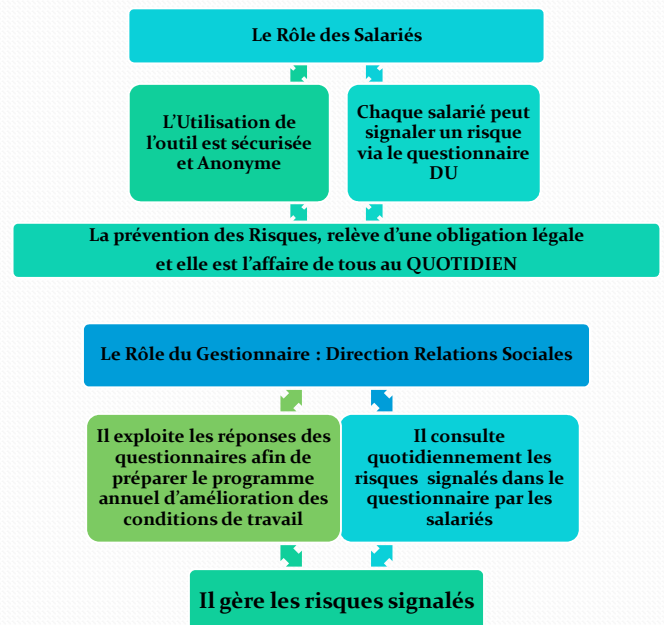 Le Rôle des Salariés
L'Utilisation de
l'outil est sécurisée
et Anonyme
Chaque salarié peut
signaler un risque
via le questionnaire
DU
La prévention des Risques, relève d'une obligation légale
et elle est l'affaire de tous au QUOTIDIEN
Le Rôle du Gestionnaire : Direction Relations Sociales
Il exploite les réponses des
questionnaires afin de
préparer le programme
annuel d'amélioration des
conditions de travail
Il consulte
quotidiennement les
risques signalés dans le
questionnaire par les
salariés
Il gère les risques signalés